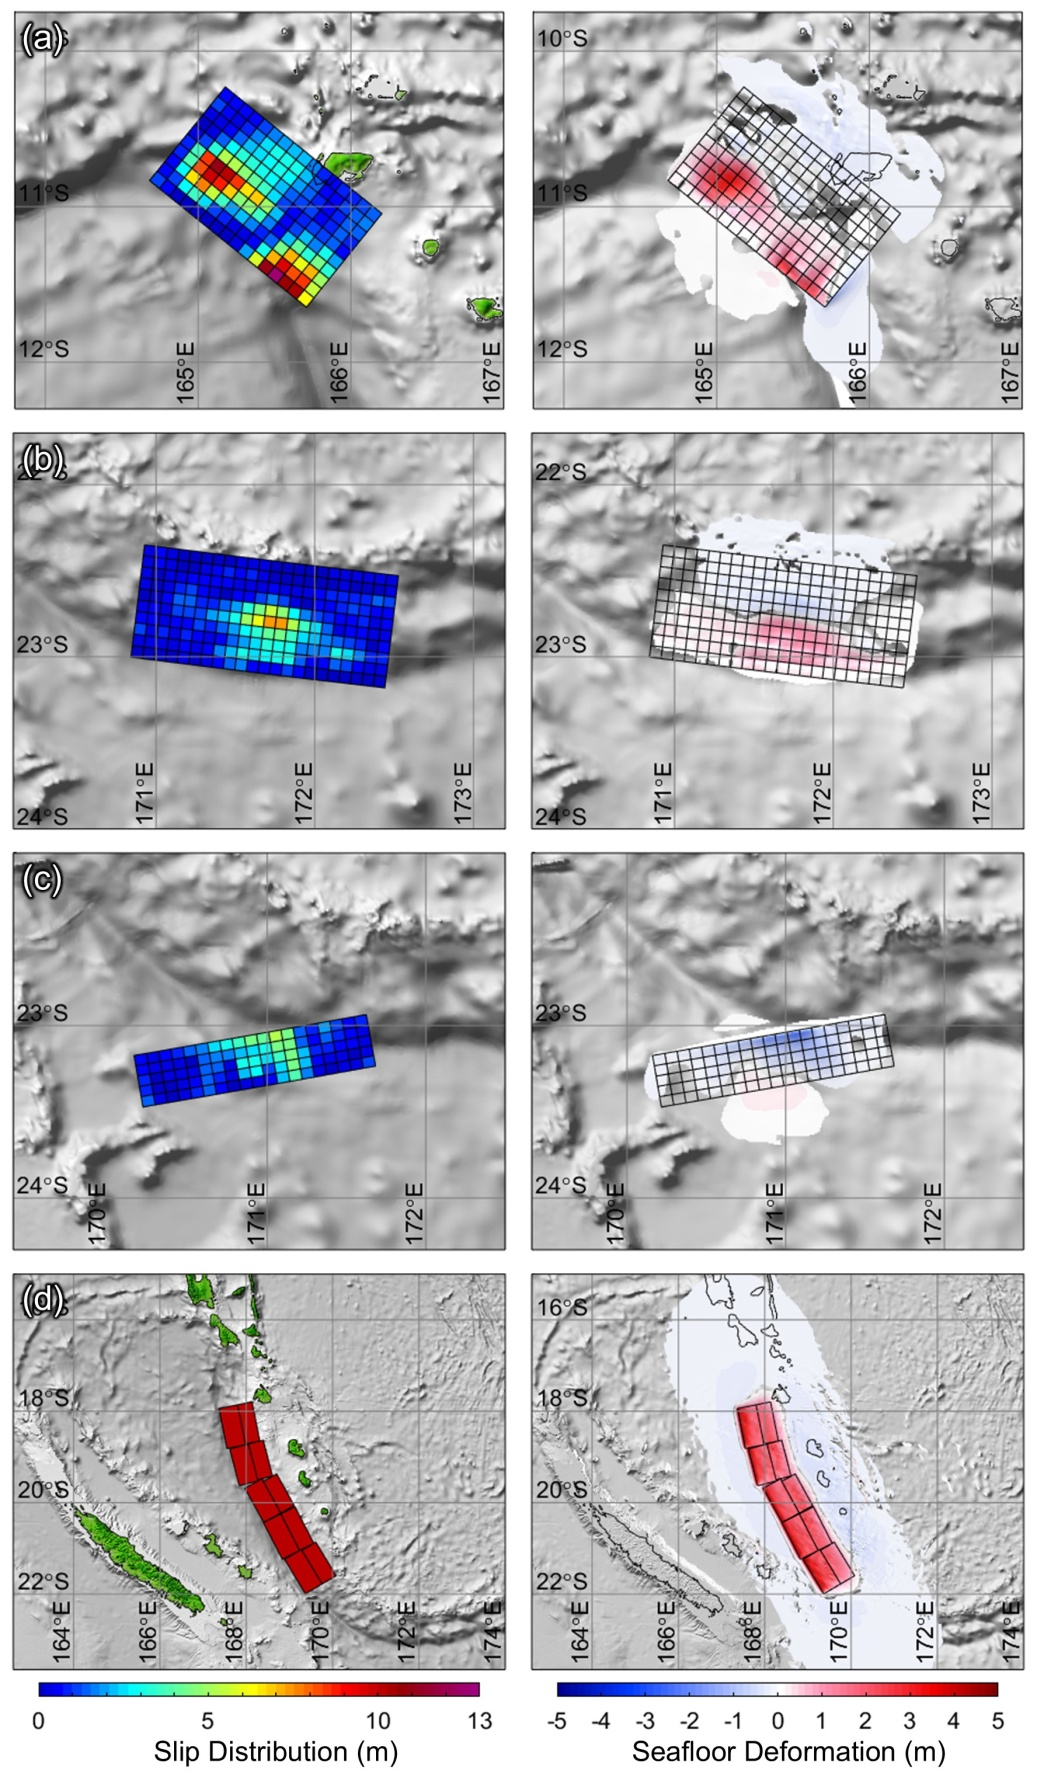 (a)
10°S
11°S
11°S
12°S
12°S
165°E
166°E
167°E
165°E
166°E
167°E
(b)
22°S
23°S
23°S
24°S
24°S
171°E
172°E
173°E
171°E
172°E
173°E
(c)
23°S
23°S
24°S
24°S
170°E
171°E
172°E
170°E
171°E
172°E
(d)
16°S
18°S
18°S
20°S
20°S
22°S
22°S
164°E
166°E
168°E
170°E
172°E
174°E
164°E
166°E
168°E
170°E
172°E
174°E
0 5 10 13
Slip Distribution (m)
-5 -4 -3 -2 -1 0 1 2 3 4 5
Seafloor Deformation (m)